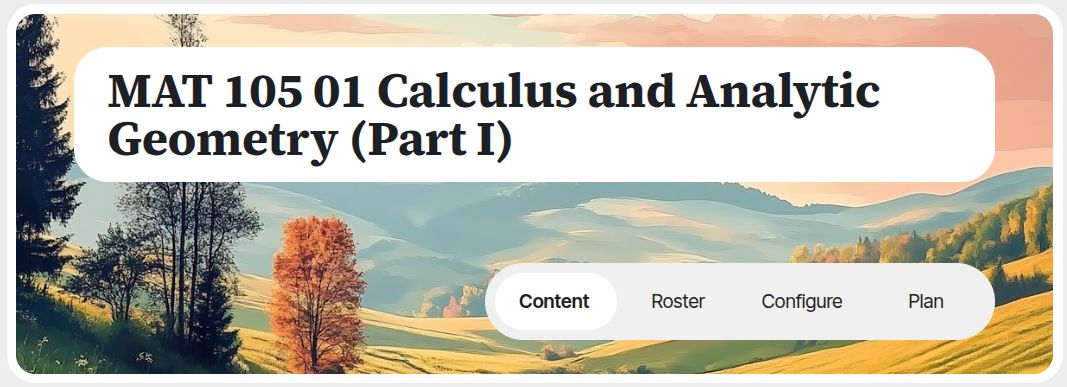 MAT 105 01 Calculus and Analytic
Geometry (Part I)
Content Roster Configure Plan